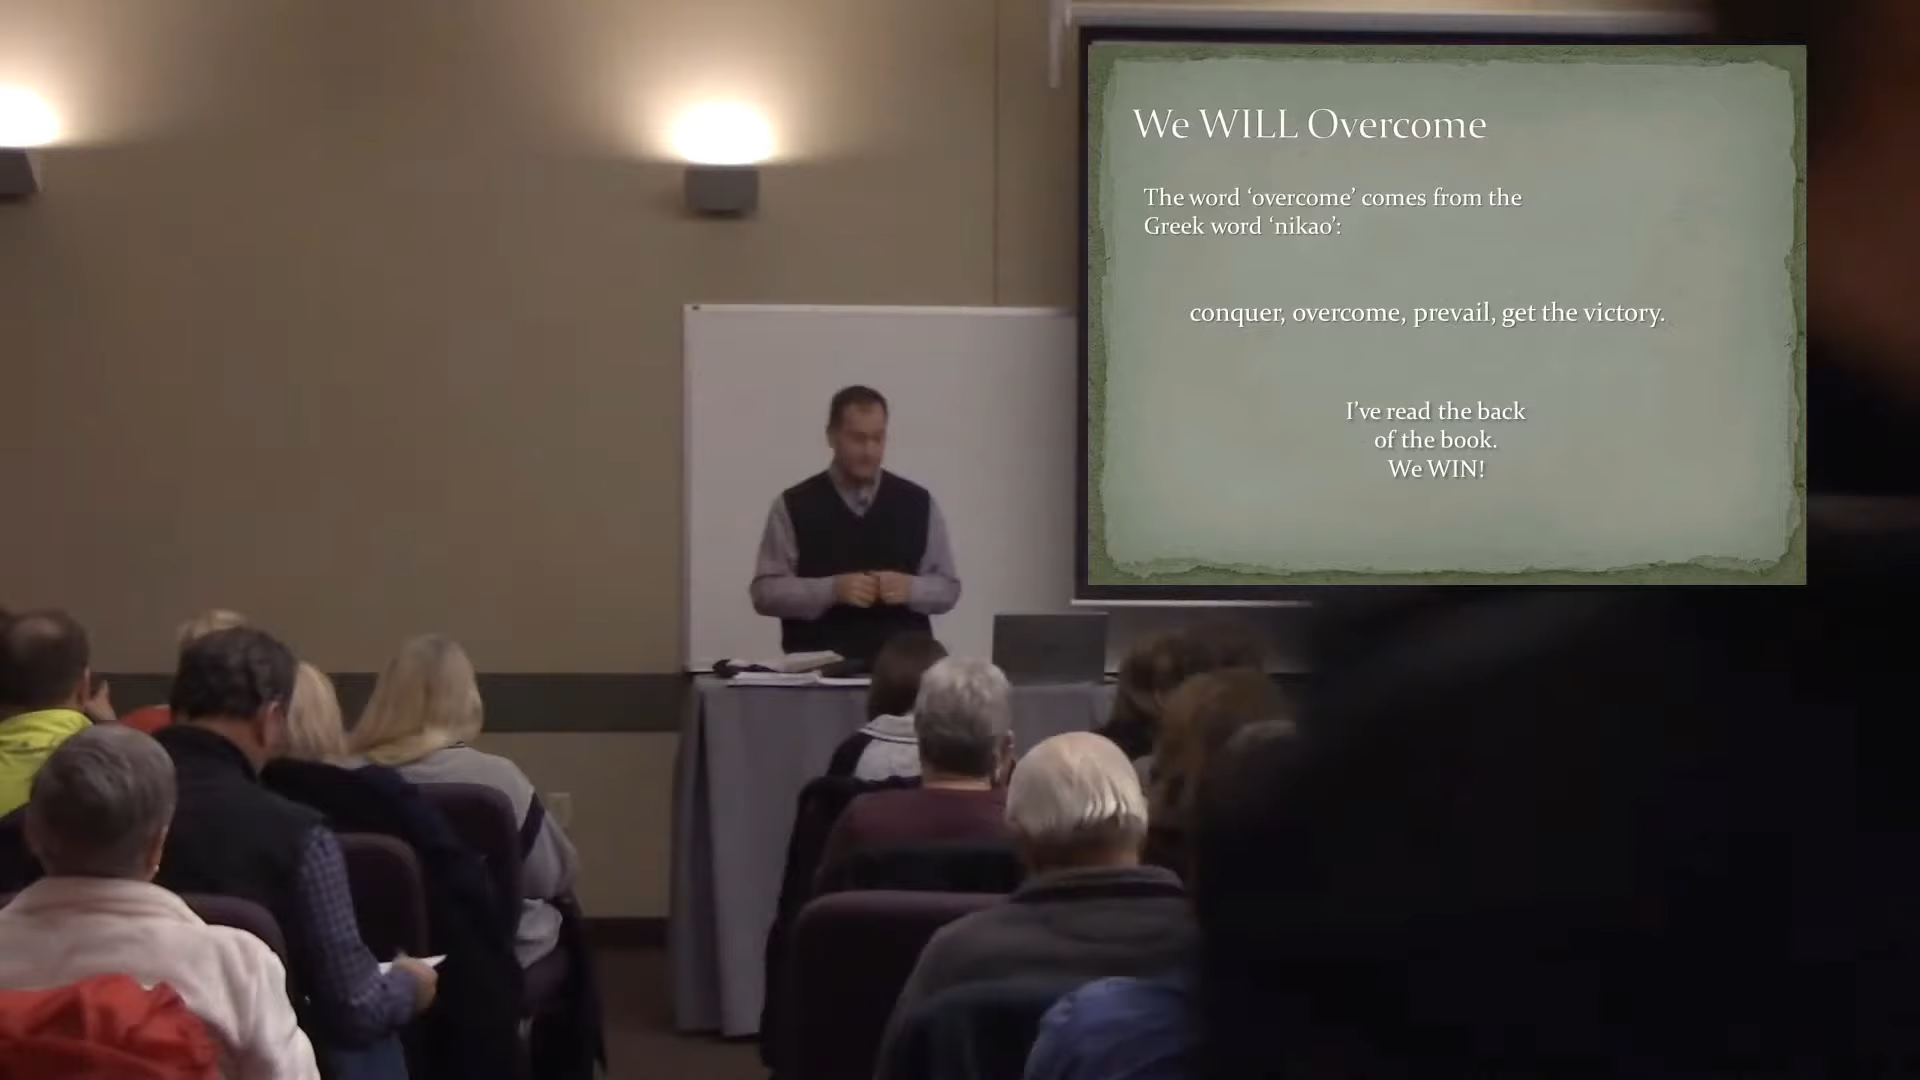 We WILL Overcome
The word ‘overcome’ comes from the
Greek word ‘nikao’:
conquer, overcome, prevail, get the victory.
I’ve read the back
of the book.
We WIN!